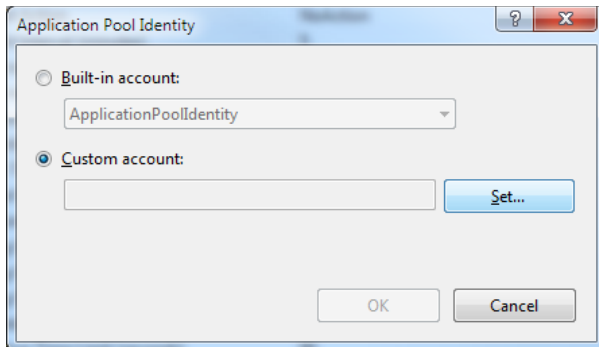 Application Pool Identity
?
Built-in account:
ApplicationPoolIdentity
Custom account:
Set...
OK
Cancel